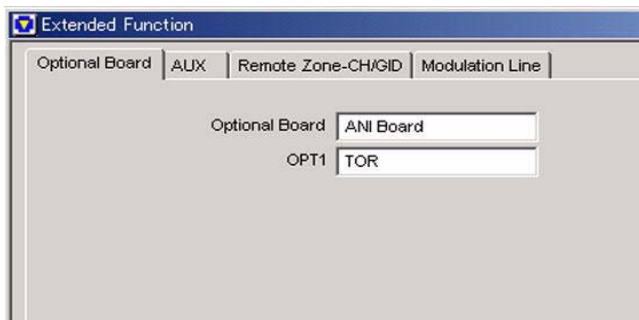 Extended Function
Optional Board AUX Remote Zone-CH/GID Modulation Line
Optional Board ANI Board
OPT1 TOR